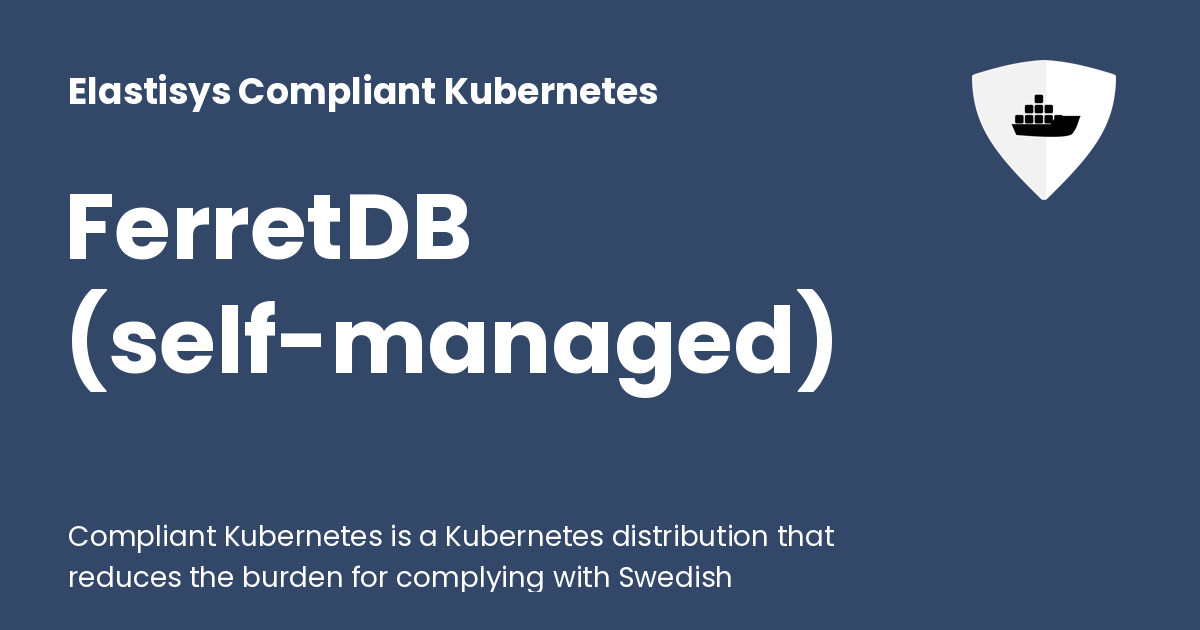 Elastisys Compliant Kubernetes
FerretDB
(self-managed)
Compliant Kubernetes is a Kubernetes distribution that
reduces the burden for complying with Swedish